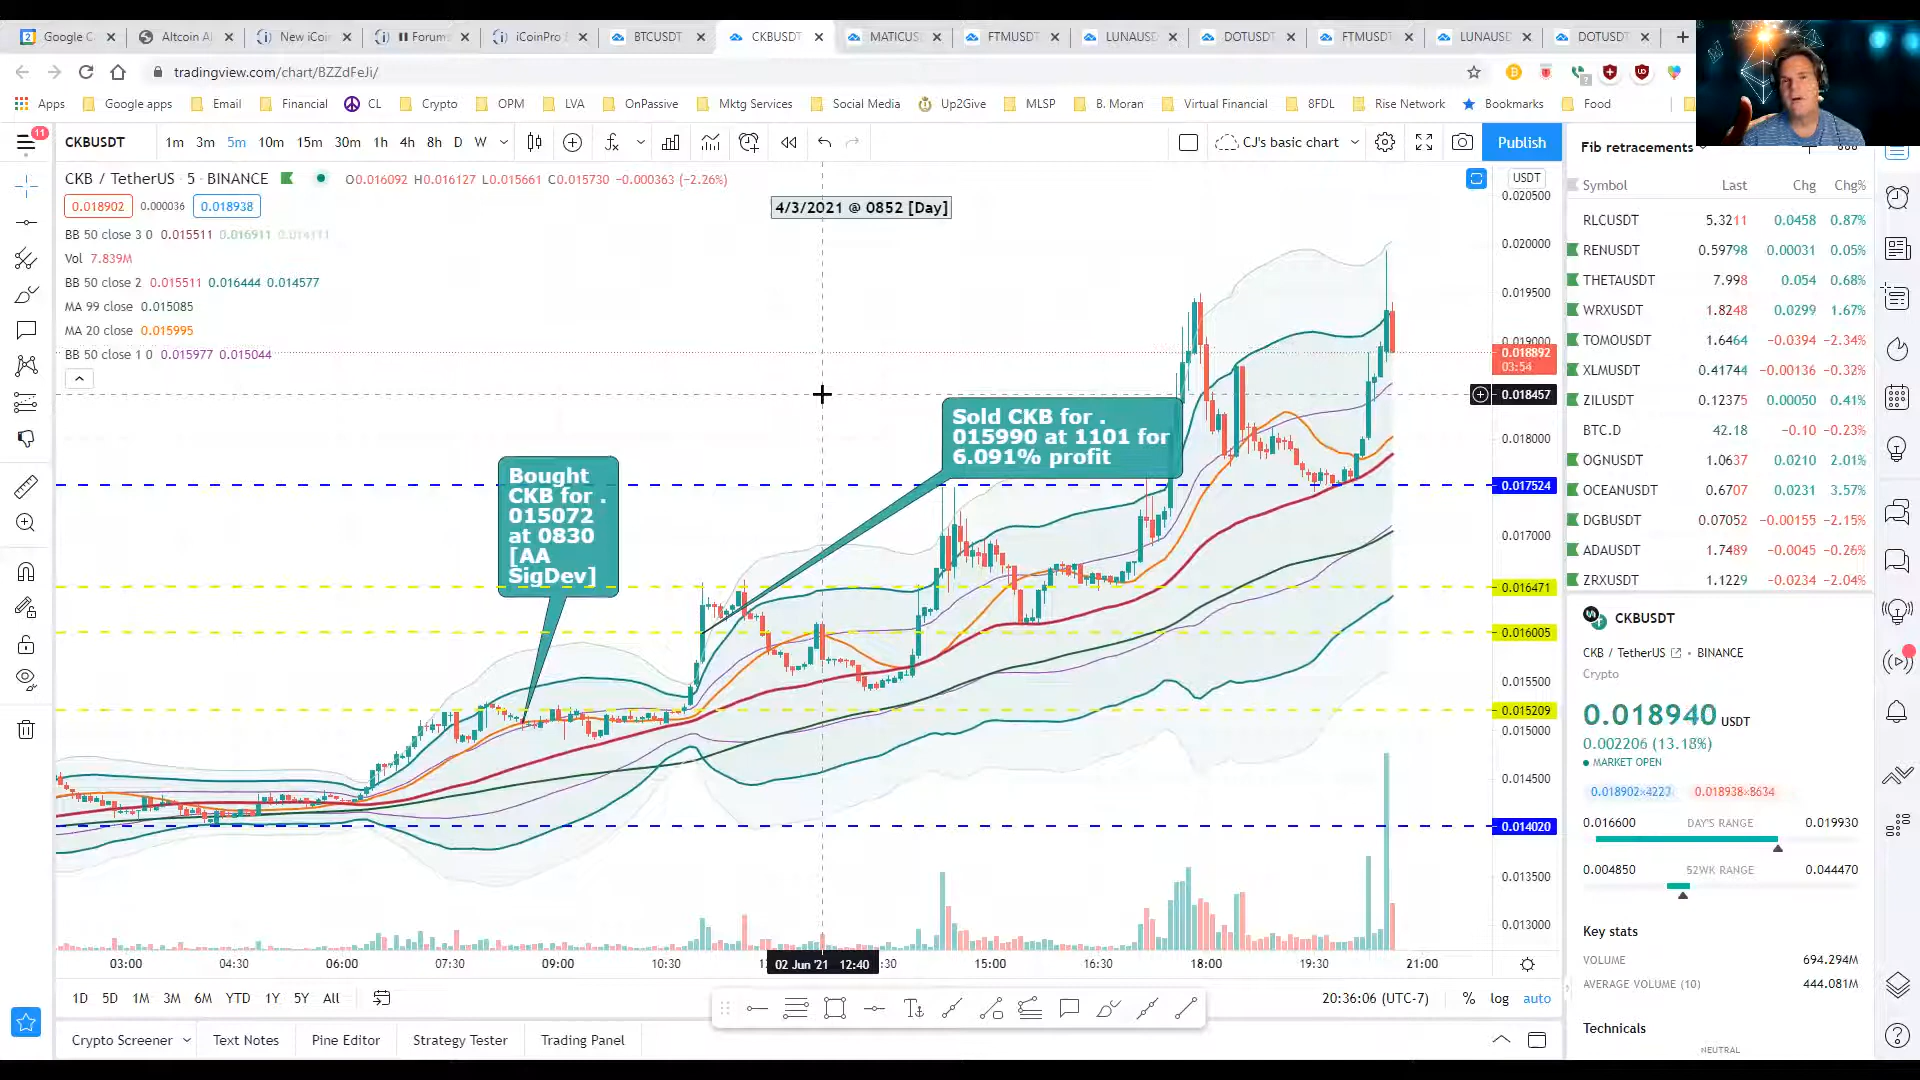 Google C
Altcoin Al
New iCoin
Forums
iCoinPro
BTCUSDT
CKBUSDT
MATICUS
FTMUSDT
LUNAUSD
DOTUSDT
FTMUSDT
LUNAUSD
DOTUSDT
tradingview.com/chart/BZZdFeJi/
Apps
Google apps
Email
Financial
CL
Crypto
OPM
LVA
OnPassive
Mktg Services
Social Media
Up2Give
MLSP
B. Moran
Virtual Financial
8FDL
Rise Network
Bookmarks
Food
11
CKBUSDT
1m 3m 5m 10m 15m 30m 1h 4h 8h D W
CJ's basic chart
Publish
CKB / TetherUS · 5 · BINANCE
O0.016092 H0.016127 L0.015661 C0.015730 -0.000363 (-2.26%)
0.018902 0.000036 0.018938
BB 50 close 3 0 0.015511 0.016911 0.014111
Vol 7.839M
BB 50 close 2 0.015511 0.016444 0.014577
MA 99 close 0.015085
MA 20 close 0.015995
BB 50 close 1 0 0.015977 0.015044
4/3/2021 @ 0852 [Day]
Bought
CKB for .
015072
at 0830
[AA
SigDev]
Sold CKB for .
015990 at 1101 for
6.091% profit
USDT
0.020500
0.020000
0.019500
0.019000
0.018892
03:54
0.018457
0.018000
0.017524
0.017000
0.016471
0.016005
0.015500
0.015209
0.015000
0.014500
0.014020
0.013500
0.013000
03:00 04:30 06:00 07:30 09:00 10:30 02 Jun '21 12:40 :30 15:00 16:30 18:00 19:30 21:00
1D 5D 1M 3M 6M YTD 1Y 5Y All
20:36:06 (UTC-7) % log auto
Crypto Screener
Text Notes
Pine Editor
Strategy Tester
Trading Panel
Fib retracements
Symbol Last Chg Chg%
RLCUSDT 5.3211 0.0458 0.87%
RENUSDT 0.59798 0.00031 0.05%
THETAUSDT 7.998 0.054 0.68%
WRXUSDT 1.8248 0.0299 1.67%
TOMOUSDT 1.6464 -0.0394 -2.34%
XLMUSDT 0.41744 -0.00136 -0.32%
ZILUSDT 0.12375 0.00050 0.41%
BTC.D 42.18 -0.10 -0.23%
OGNUSDT 1.0637 0.0210 2.01%
OCEANUSDT 0.6707 0.0231 3.57%
DGBUSDT 0.07052 -0.00155 -2.15%
ADAUSDT 1.7489 -0.0045 -0.26%
ZRXUSDT 1.1229 -0.0234 -2.04%
CKBUSDT
CKB / TetherUS • BINANCE
Crypto
0.018940 USDT
0.002206 (13.18%)
MARKET OPEN
0.018902×4223 0.018938×8634
0.016600 DAY'S RANGE 0.019930
0.004850 52WK RANGE 0.044470
Key stats
VOLUME 694.294M
AVERAGE VOLUME (10) 444.081M
Technicals
NEUTRAL